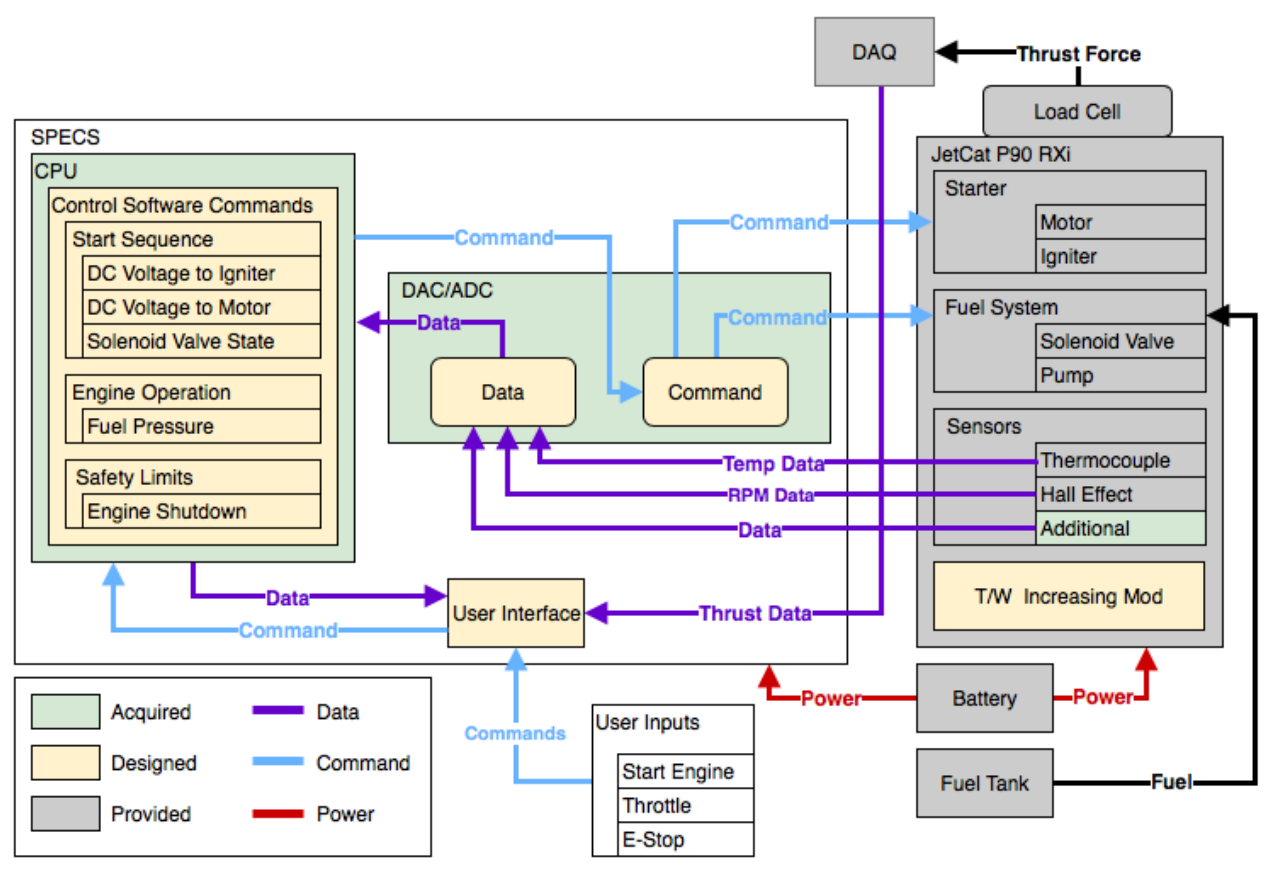 DAQ
Thrust Force
Load Cell
SPECS
CPU
Control Software Commands
Start Sequence
DC Voltage to Igniter
DC Voltage to Motor
Solenoid Valve State
Engine Operation
Fuel Pressure
Safety Limits
Engine Shutdown
Command
DAC/ADC
Data
Data
Command
Command
Command
JetCat P90 RXi
Starter
Motor
Igniter
Fuel System
Solenoid Valve
Pump
Sensors
Thermocouple
Hall Effect
Additional
T/W Increasing Mod
Temp Data
RPM Data
Data
Data
Command
User Interface
Thrust Data
Power
Battery
Power
Fuel Tank
Fuel
Commands
User Inputs
Start Engine
Throttle
E-Stop
Acquired
Data
Designed
Command
Provided
Power